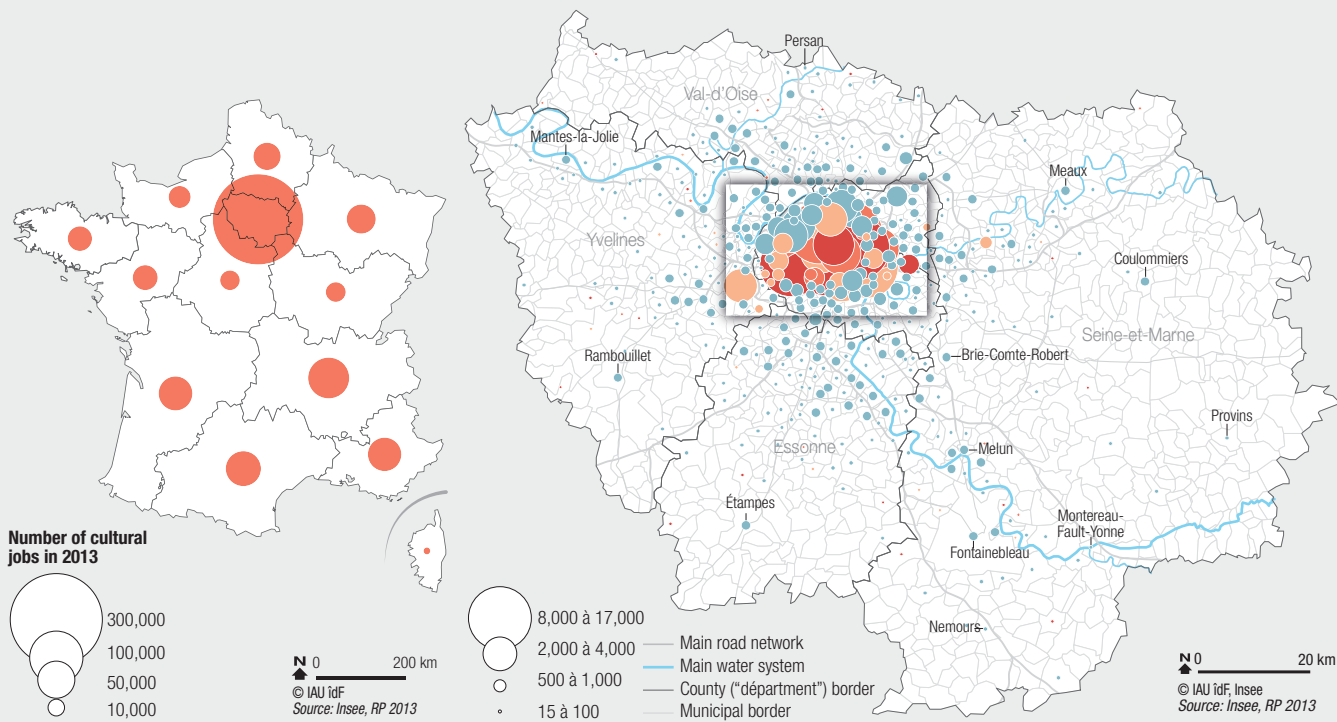 Number of cultural
jobs in 2013
300,000
100,000
50,000
10,000
N 0 200 km
© IAU îdF
Source: Insee, RP 2013
Persan
Val-d'Oise
Mantes-la-Jolie
Meaux
Yvelines
Coulommiers
Seine-et-Marne
Rambouillet
Brie-Comte-Robert
Provins
Essonne
Melun
Étampes
Montereau-
Fault-Yonne
Fontainebleau
Nemours
8,000 à 17,000
2,000 à 4,000
500 à 1,000
15 à 100
Main road network
Main water system
County (“départment”) border
Municipal border
N 0 20 km
© IAU îdF, Insee
Source: Insee, RP 2013